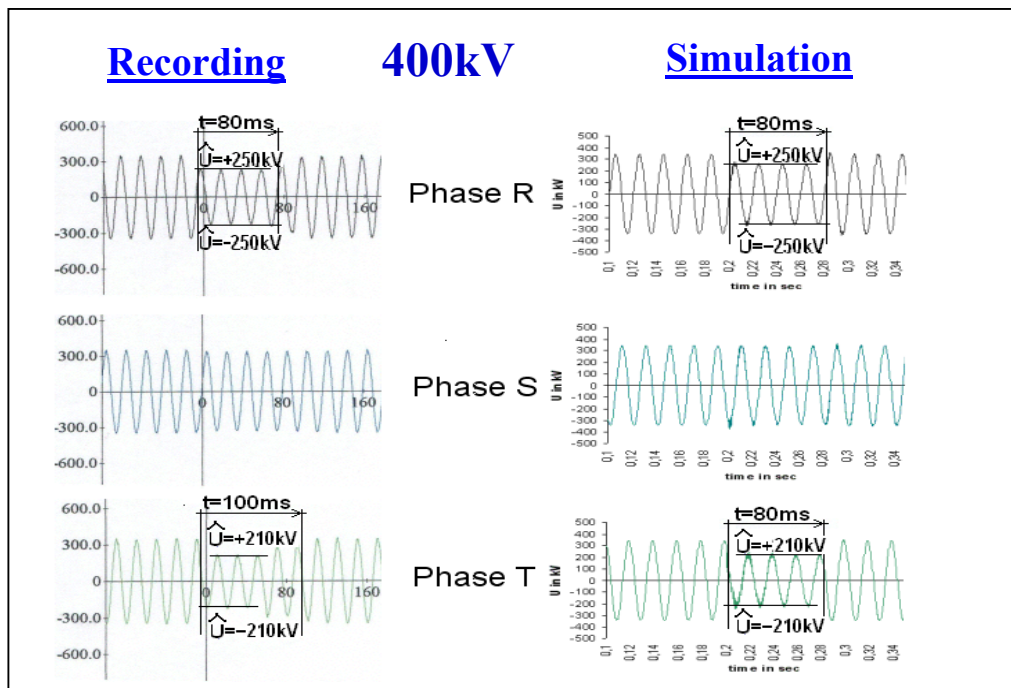 Recording 400kV Simulation
t=80ms
600.0
Û=+250kV
300.0
0
0 80 160
-300.0
Û=-250kV
-600.0
Phase R
t=80ms
500
400
300
200
100
0
-100
-200
-300
-400
-500
U in kV
Û=+250kV
Û=-250kV
0,1 0,12 0,14 0,16 0,18 0,2 0,22 0,24 0,26 0,28 0,3 0,32 0,34
time in sec
600.0
300.0
0
0 80 160
-300.0
-600.0
Phase S
500
400
300
200
100
0
-100
-200
-300
-400
-500
U in kV
0,1 0,12 0,14 0,16 0,18 0,2 0,22 0,24 0,26 0,28 0,3 0,32 0,34
time in sec
t=100ms
600.0
Û=+210kV
300.0
0
80 160
-300.0
Û=-210kV
-600.0
Phase T
t=80ms
500
400
300
200
100
0
-100
-200
-300
-400
-500
U in kV
Û=+210kV
Û=-210kV
0,1 0,12 0,14 0,16 0,18 0,2 0,22 0,24 0,26 0,28 0,3 0,32 0,34
time in sec